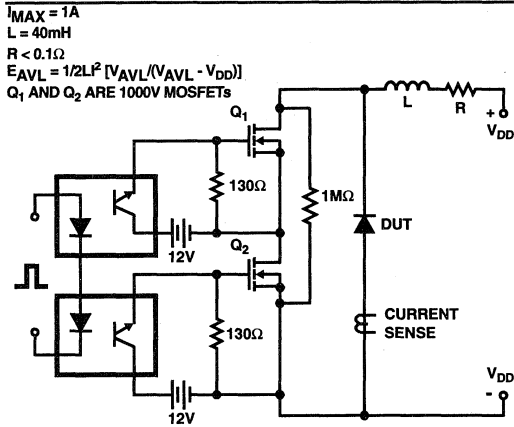 IMAX = 1A
L = 40mH
R < 0.1Ω
EAVL = 1/2LI² [VAVL/(VAVL - VDD)]
Q1 AND Q2 ARE 1000V MOSFETs
Q1
L
R
+
VDD
130Ω
1MΩ
12V
DUT
Q2
130Ω
CURRENT
SENSE
VDD
-
12V